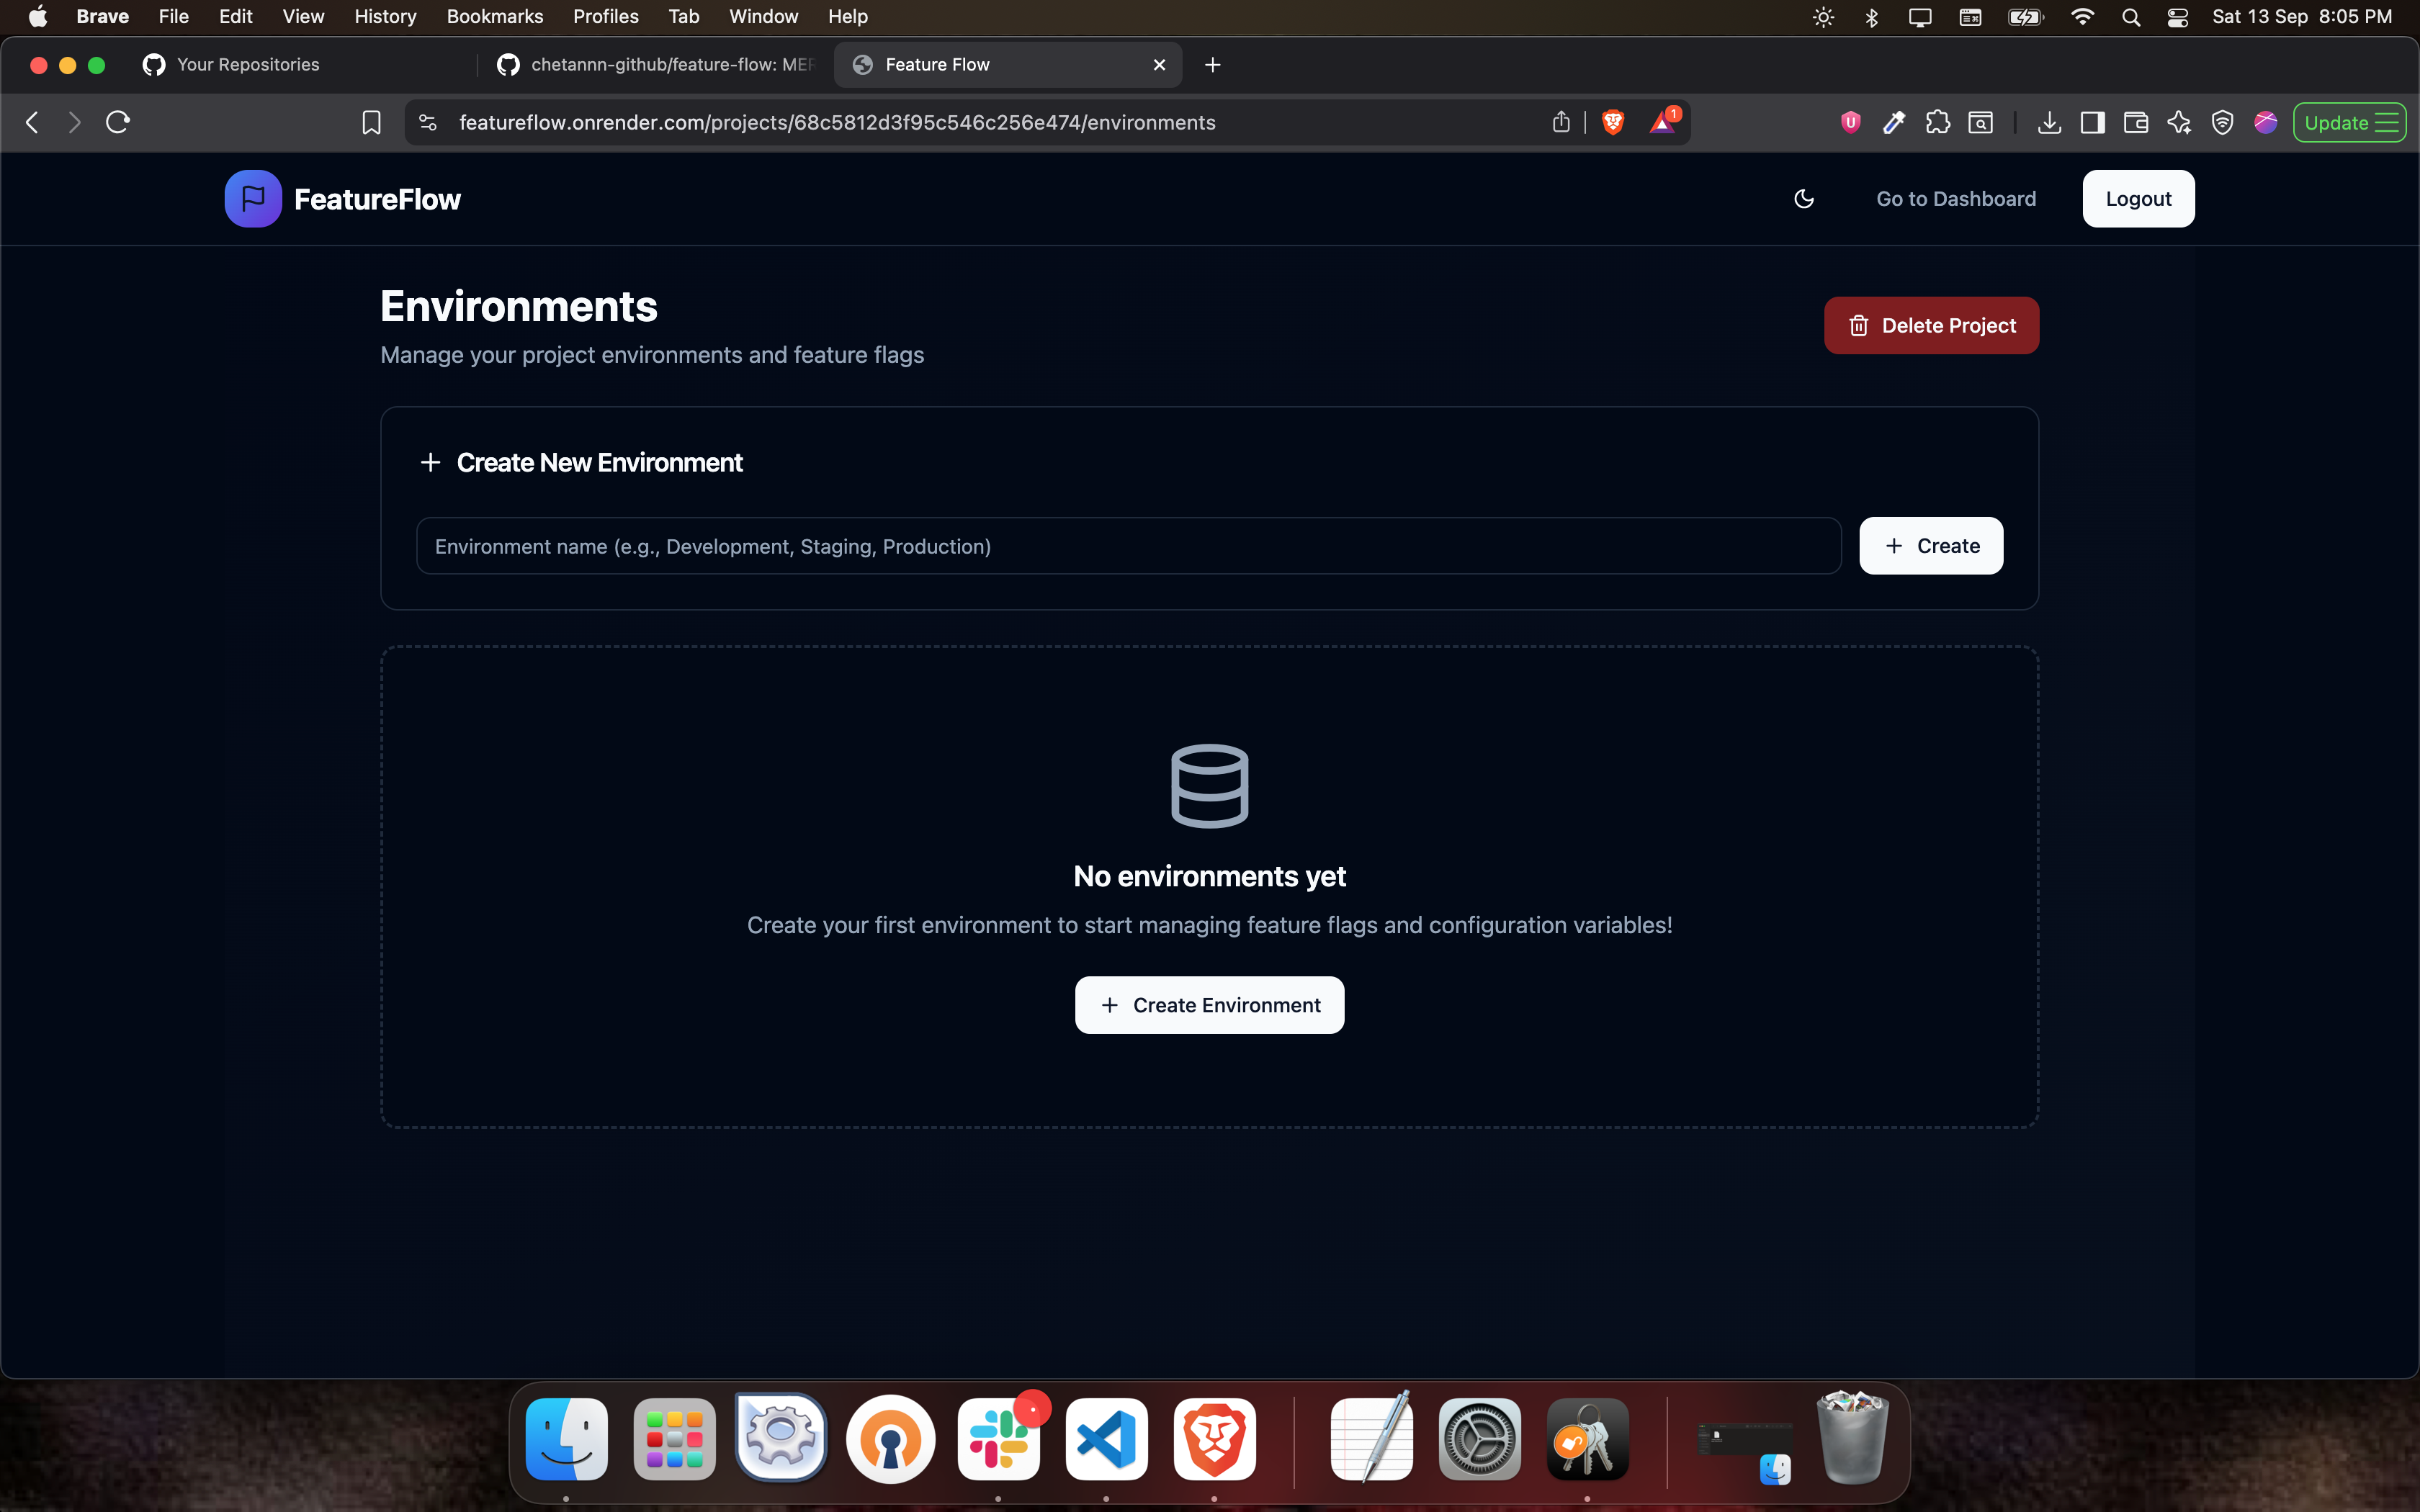 Brave File Edit View History Bookmarks Profiles Tab Window Help Sat 13 Sep 8:05 PM
Your Repositories chetannn-github/feature-flow: MER Feature Flow
featureflow.onrender.com/projects/68c5812d3f95c546c256e474/environments 1 Update
FeatureFlow Go to Dashboard Logout
Environments
Delete Project
Manage your project environments and feature flags
Create New Environment
Environment name (e.g., Development, Staging, Production) Create
No environments yet
Create your first environment to start managing feature flags and configuration variables!
Create Environment